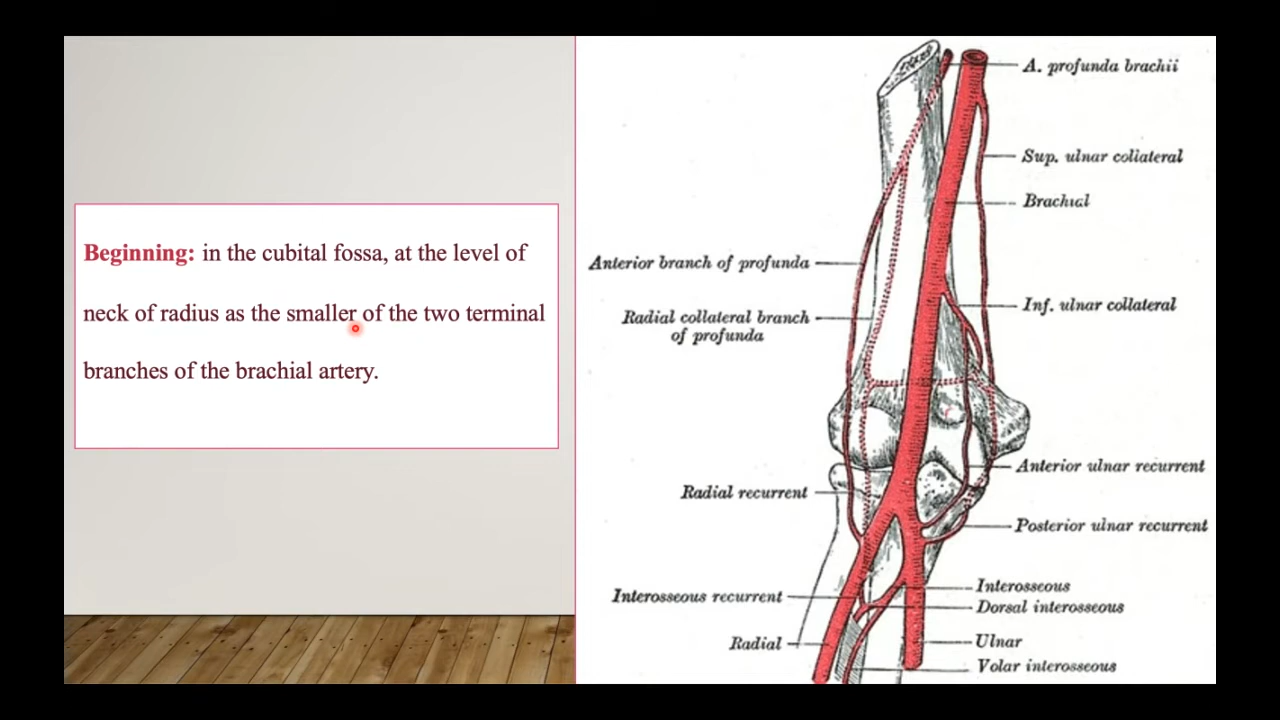 Beginning: in the cubital fossa, at the level of
neck of radius as the smaller of the two terminal
branches of the brachial artery.
A. profunda brachii
Sup. ulnar collateral
Brachial
Anterior branch of profunda
Inf. ulnar collateral
Radial collateral branch
of profunda
Anterior ulnar recurrent
Radial recurrent
Posterior ulnar recurrent
Interosseous
Interosseous recurrent
Dorsal interosseous
Ulnar
Radial
Volar interosseous